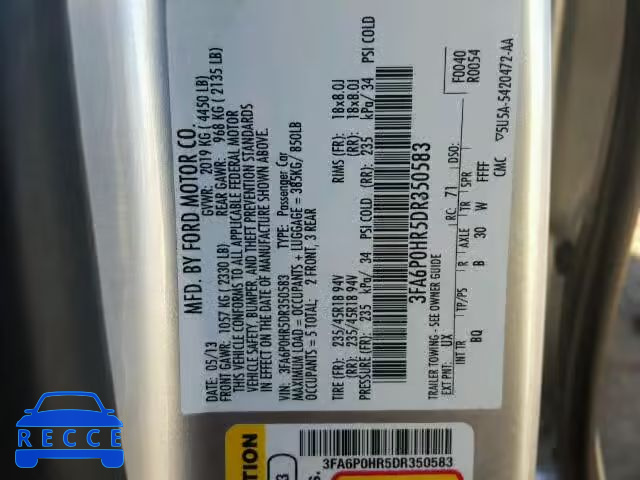 MFD. BY FORD MOTOR CO.
DATE: 05/13 GVWR: 2019 KG ( 4450 LB)
FRONT GAWR: 1057 KG ( 2330 LB) REAR GAWR: 968 KG ( 2135 LB)
THIS VEHICLE CONFORMS TO ALL APPLICABLE FEDERAL MOTOR
VEHICLE SAFETY, BUMPER, AND THEFT PREVENTION STANDARDS
IN EFFECT ON THE DATE OF MANUFACTURE SHOWN ABOVE.
VIN: 3FA6P0HR5DR350583 TYPE: Passenger Car
MAXIMUM LOAD = OCCUPANTS + LUGGAGE = 385KG/ 850LB
OCCUPANTS = 5 TOTAL: 2 FRONT, 3 REAR
TIRE (FR): 235/45R18 94V RIMS (FR): 18x8.0J
(RR): 235/45R18 94V (RR): 18x8.0J
PRESSURE (FR): 235 kPa/ 34 PSI COLD (RR): 235 kPa/ 34 PSI COLD
3FA6P0HR5DR350583
F0040
R0054
TRAILER TOWING - SEE OWNER GUIDE
EXT PNT: UX RC: 71 DSO:
INT TR TP/PS R AXLE TR SPR
BQ B 30 W FFFF
CMC ▽5U5A-5420472-AA
3FA6P0HR5DR350583
RECCE